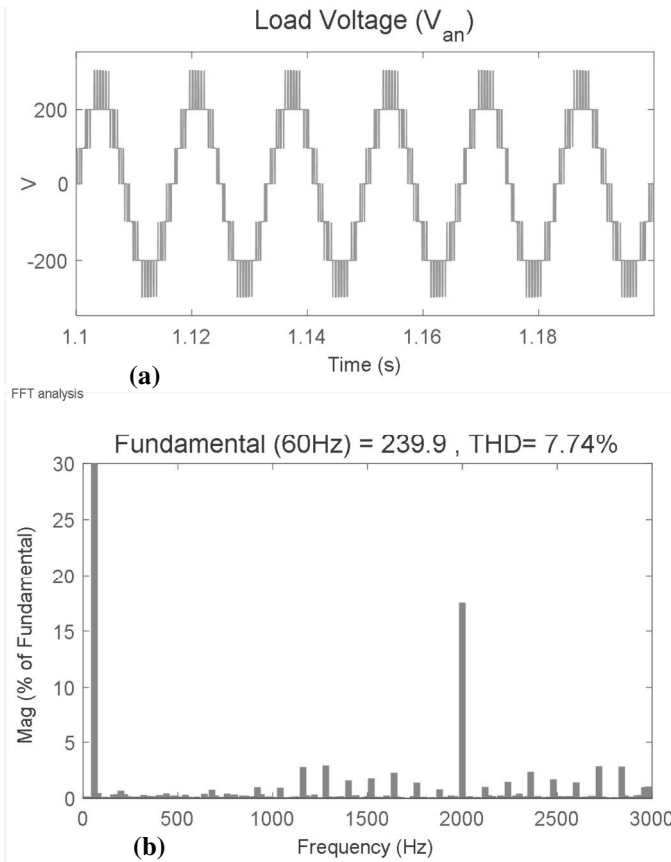 Load Voltage (V_an)
200
0
-200
V
1.1 1.12 1.14 1.16 1.18
Time (s)
(a)
FFT analysis
Fundamental (60Hz) = 239.9 , THD= 7.74%
30
25
20
15
10
5
0
Mag (% of Fundamental)
0 500 1000 1500 2000 2500 3000
Frequency (Hz)
(b)